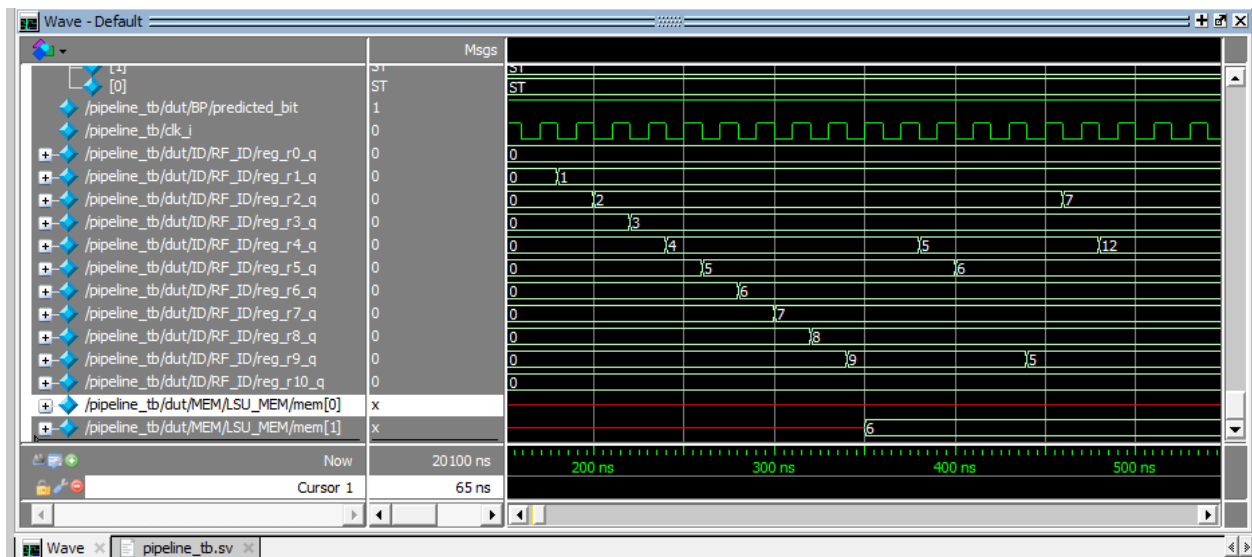 Wave - Default
Msgs
[1] ST ST
[0] ST ST
/pipeline_tb/dut/BP/predicted_bit 1
/pipeline_tb/clk_i 0
/pipeline_tb/dut/ID/RF_ID/reg_r0_q 0 0
/pipeline_tb/dut/ID/RF_ID/reg_r1_q 0 0 1
/pipeline_tb/dut/ID/RF_ID/reg_r2_q 0 0 2 7
/pipeline_tb/dut/ID/RF_ID/reg_r3_q 0 0 3
/pipeline_tb/dut/ID/RF_ID/reg_r4_q 0 0 4 5 12
/pipeline_tb/dut/ID/RF_ID/reg_r5_q 0 0 5 6
/pipeline_tb/dut/ID/RF_ID/reg_r6_q 0 0 6
/pipeline_tb/dut/ID/RF_ID/reg_r7_q 0 0 7
/pipeline_tb/dut/ID/RF_ID/reg_r8_q 0 0 8
/pipeline_tb/dut/ID/RF_ID/reg_r9_q 0 0 9 5
/pipeline_tb/dut/ID/RF_ID/reg_r10_q 0 0
/pipeline_tb/dut/MEM/LSU_MEM/mem[0] x
/pipeline_tb/dut/MEM/LSU_MEM/mem[1] x 6
Now 20100 ns 200 ns 300 ns 400 ns 500 ns
Cursor 1 65 ns
Wave pipeline_tb.sv